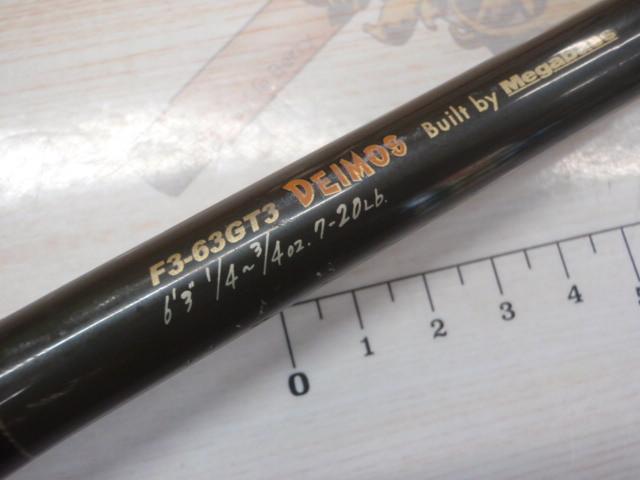 F3-63GT3 DEIMOS Built by Megabass
6'3" 1/4~3/4oz. 7-20Lb.
0 1 2 3 4 5